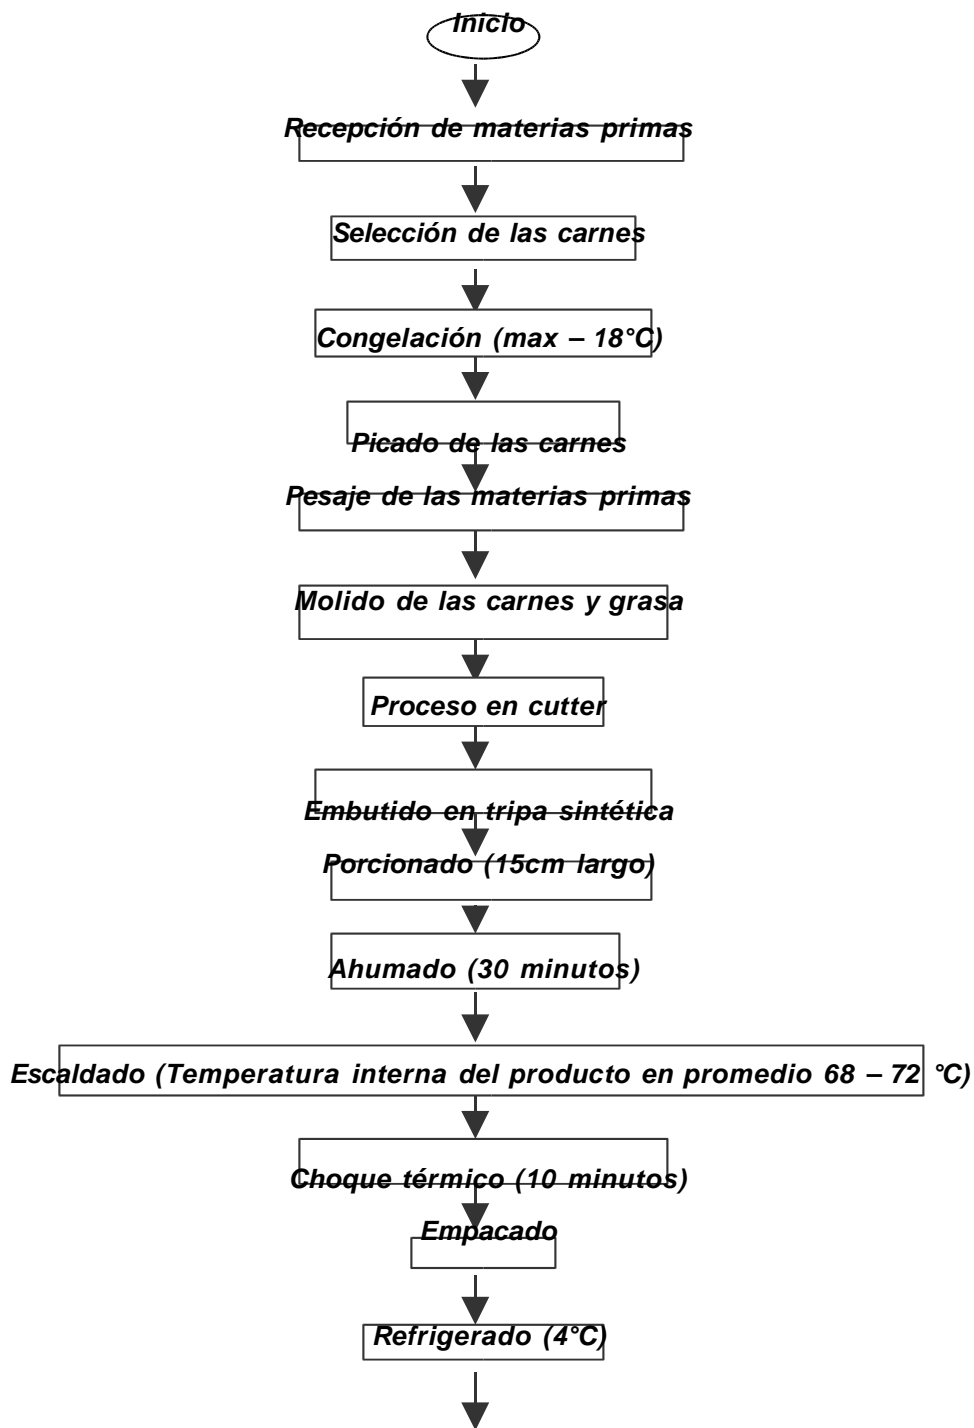 Inicio
Recepción de materias primas
Selección de las carnes
Congelación (max – 18°C)
Picado de las carnes
Pesaje de las materias primas
Molido de las carnes y grasa
Proceso en cutter
Embutido en tripa sintética
Porcionado (15cm largo)
Ahumado (30 minutos)
Escaldado (Temperatura interna del producto en promedio 68 – 72 °C)
Choque térmico (10 minutos)
Empacado
Refrigerado (4°C)